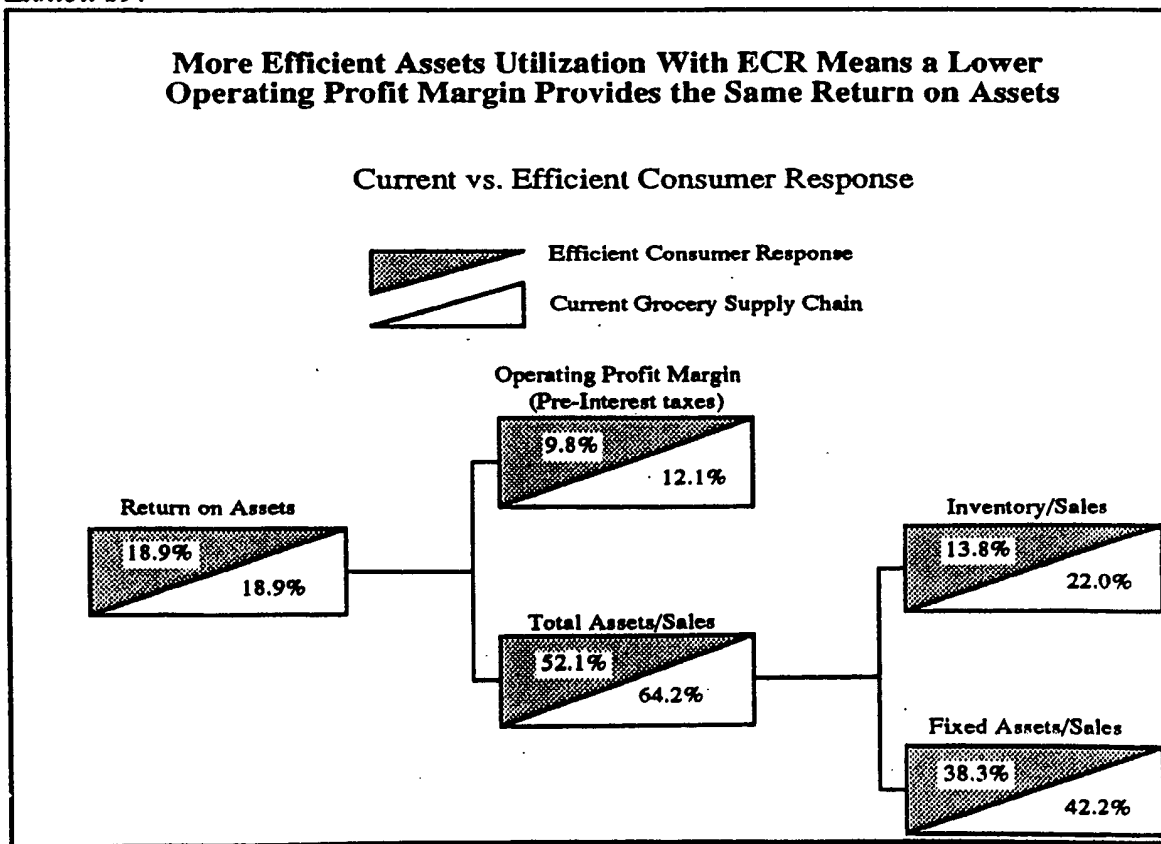 More Efficient Assets Utilization With ECR Means a Lower
Operating Profit Margin Provides the Same Return on Assets
Current vs. Efficient Consumer Response
Efficient Consumer Response
Current Grocery Supply Chain
Operating Profit Margin
(Pre-Interest taxes)
9.8%
12.1%
Return on Assets
18.9%
18.9%
Inventory/Sales
13.8%
22.0%
Total Assets/Sales
52.1%
64.2%
Fixed Assets/Sales
38.3%
42.2%